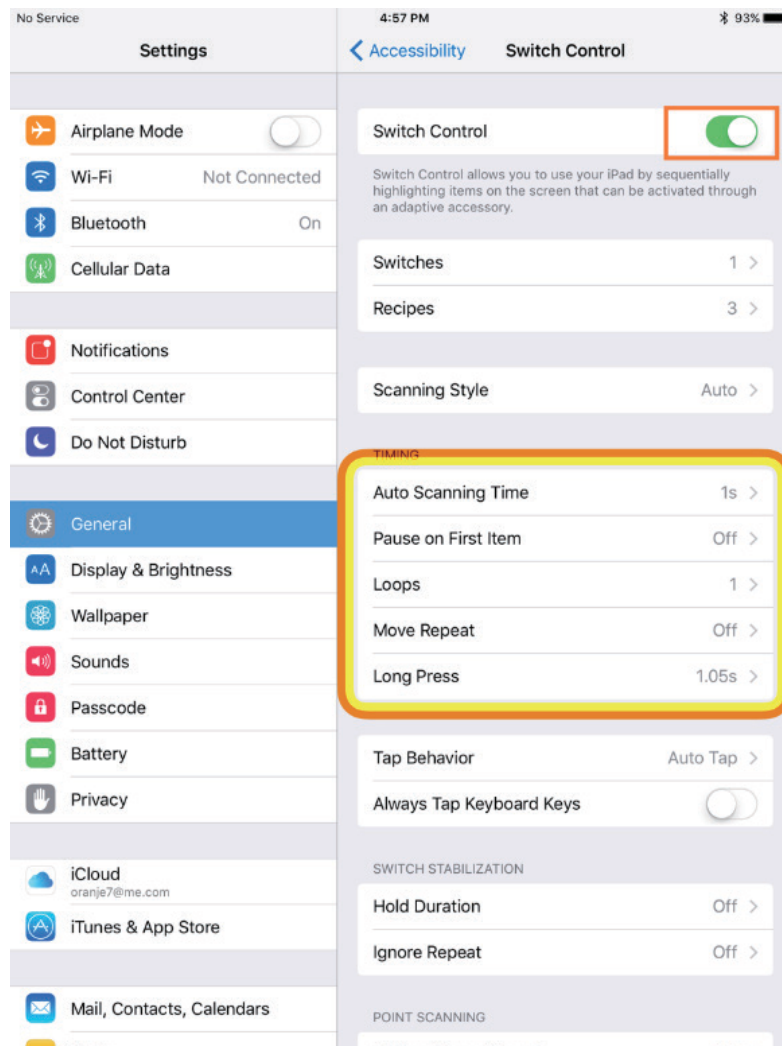 No Service
4:57 PM
93%
Settings
Accessibility
Switch Control
Airplane Mode
Wi-Fi Not Connected
Bluetooth On
Cellular Data
Notifications
Control Center
Do Not Disturb
General
AA Display & Brightness
Wallpaper
Sounds
Passcode
Battery
Privacy
iCloud
oranje7@me.com
iTunes & App Store
Mail, Contacts, Calendars
Switch Control
Switch Control allows you to use your iPad by sequentially
highlighting items on the screen that can be activated through
an adaptive accessory.
Switches 1
Recipes 3
Scanning Style Auto
TIMING
Auto Scanning Time 1s
Pause on First Item Off
Loops 1
Move Repeat Off
Long Press 1.05s
Tap Behavior Auto Tap
Always Tap Keyboard Keys
SWITCH STABILIZATION
Hold Duration Off
Ignore Repeat Off
POINT SCANNING